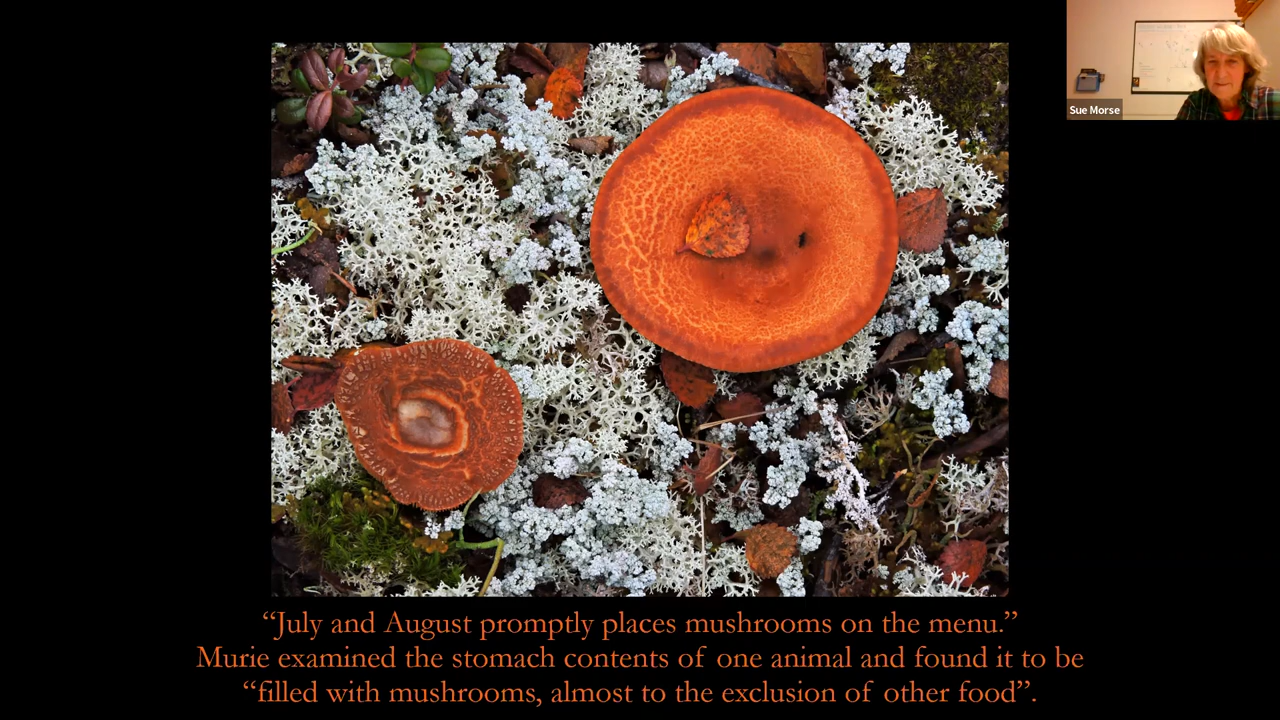 Sue Morse
“July and August promptly places mushrooms on the menu.”
Murie examined the stomach contents of one animal and found it to be
“filled with mushrooms, almost to the exclusion of other food”.